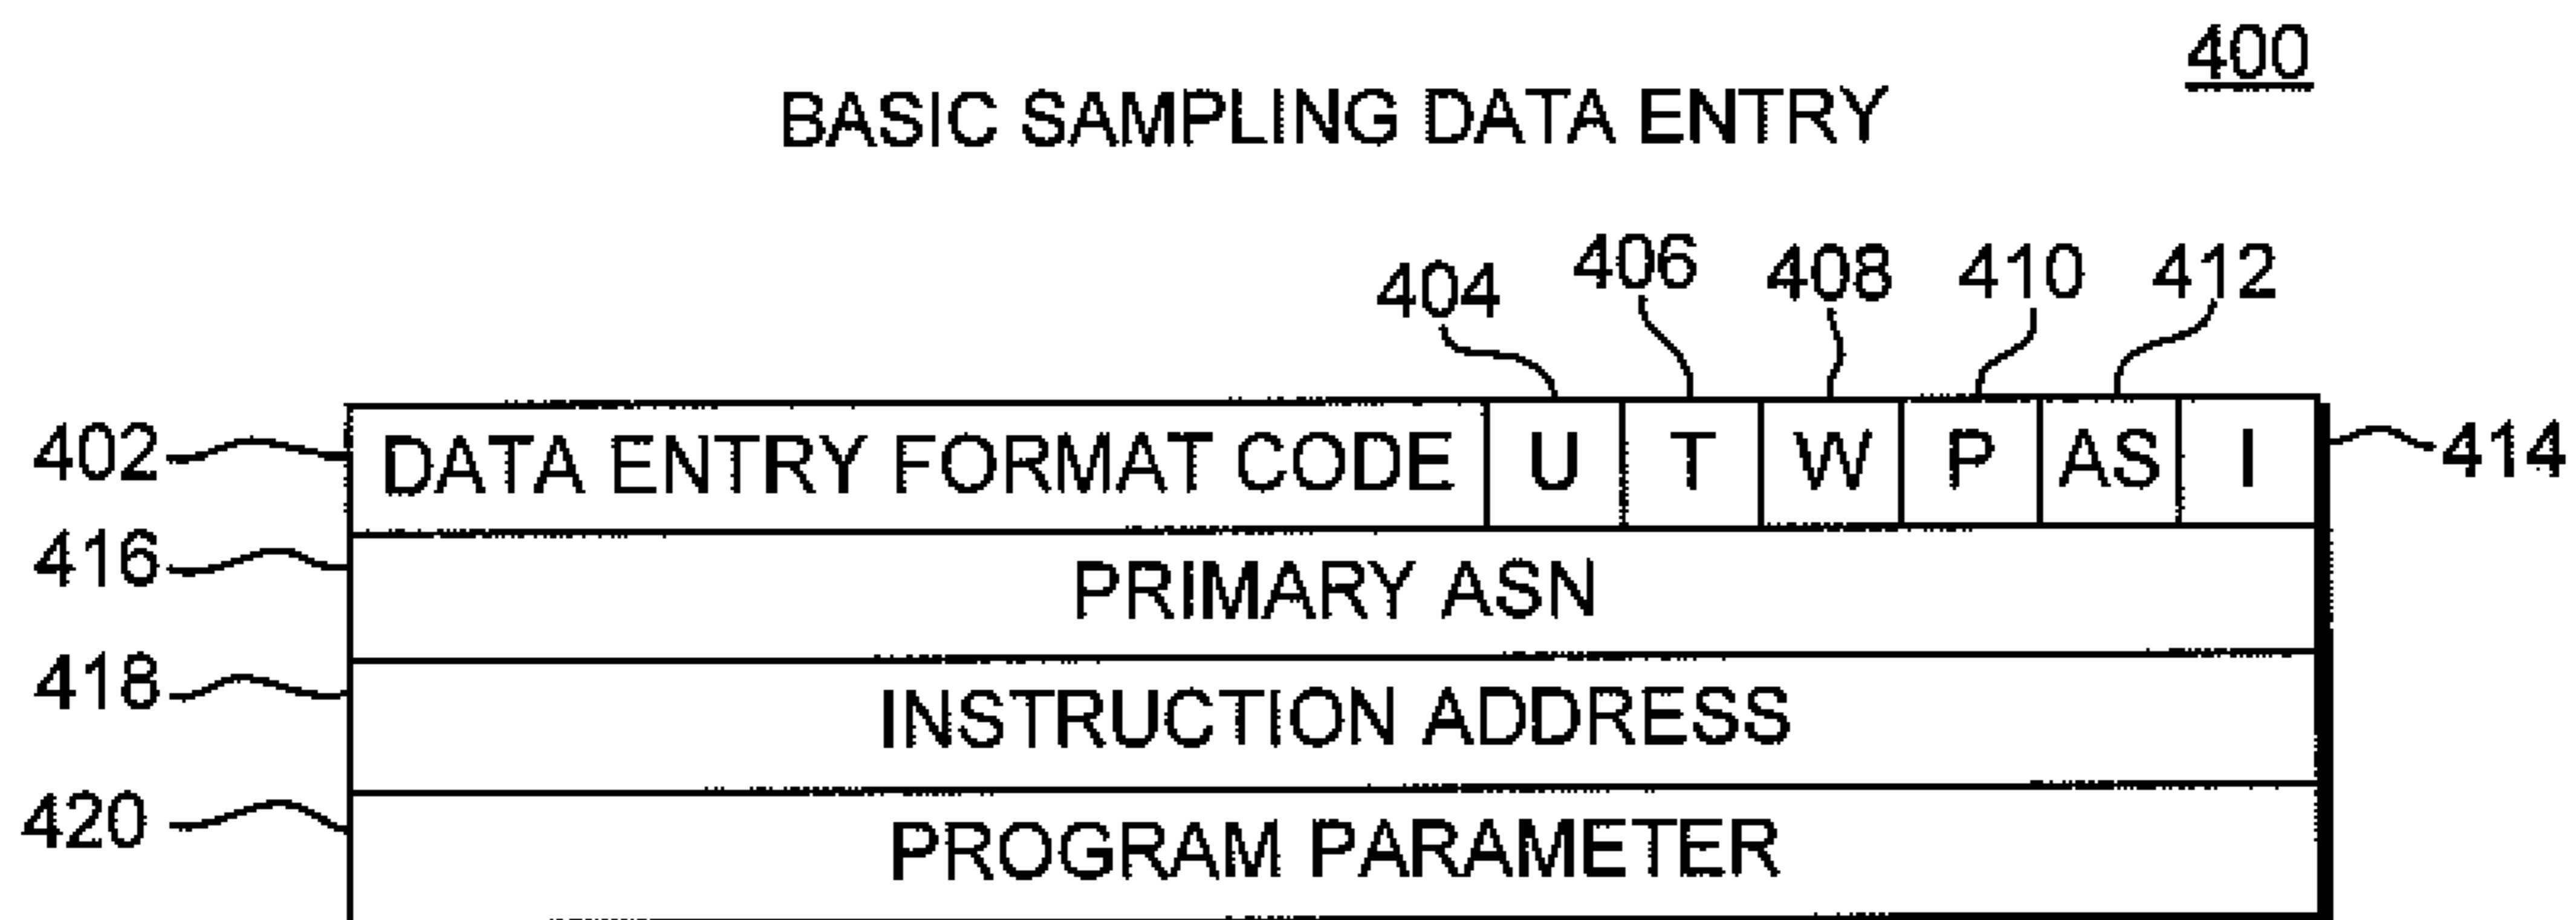 400
BASIC SAMPLING DATA ENTRY
404 406 408 410 412
402 DATA ENTRY FORMAT CODE U T W P AS I 414
416 PRIMARY ASN
418 INSTRUCTION ADDRESS
420 PROGRAM PARAMETER